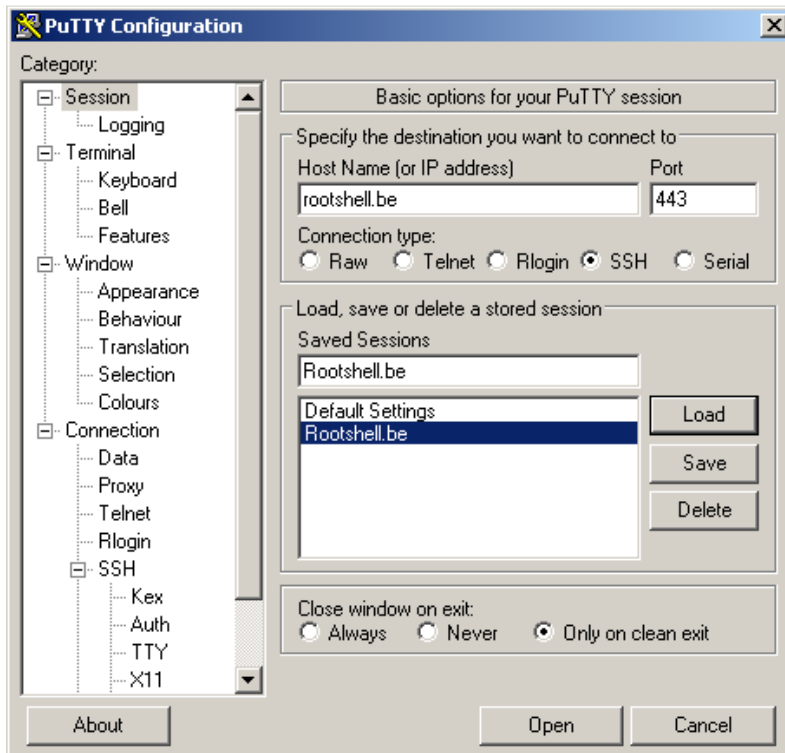 PuTTY Configuration
Category:
Session
Logging
Terminal
Keyboard
Bell
Features
Window
Appearance
Behaviour
Translation
Selection
Colours
Connection
Data
Proxy
Telnet
Rlogin
SSH
Kex
Auth
TTY
X11
Basic options for your PuTTY session
Specify the destination you want to connect to
Host Name (or IP address) Port
rootshell.be 443
Connection type:
Raw Telnet Rlogin SSH Serial
Load, save or delete a stored session
Saved Sessions
Rootshell.be
Default Settings
Rootshell.be
Load
Save
Delete
Close window on exit:
Always Never Only on clean exit
About Open Cancel